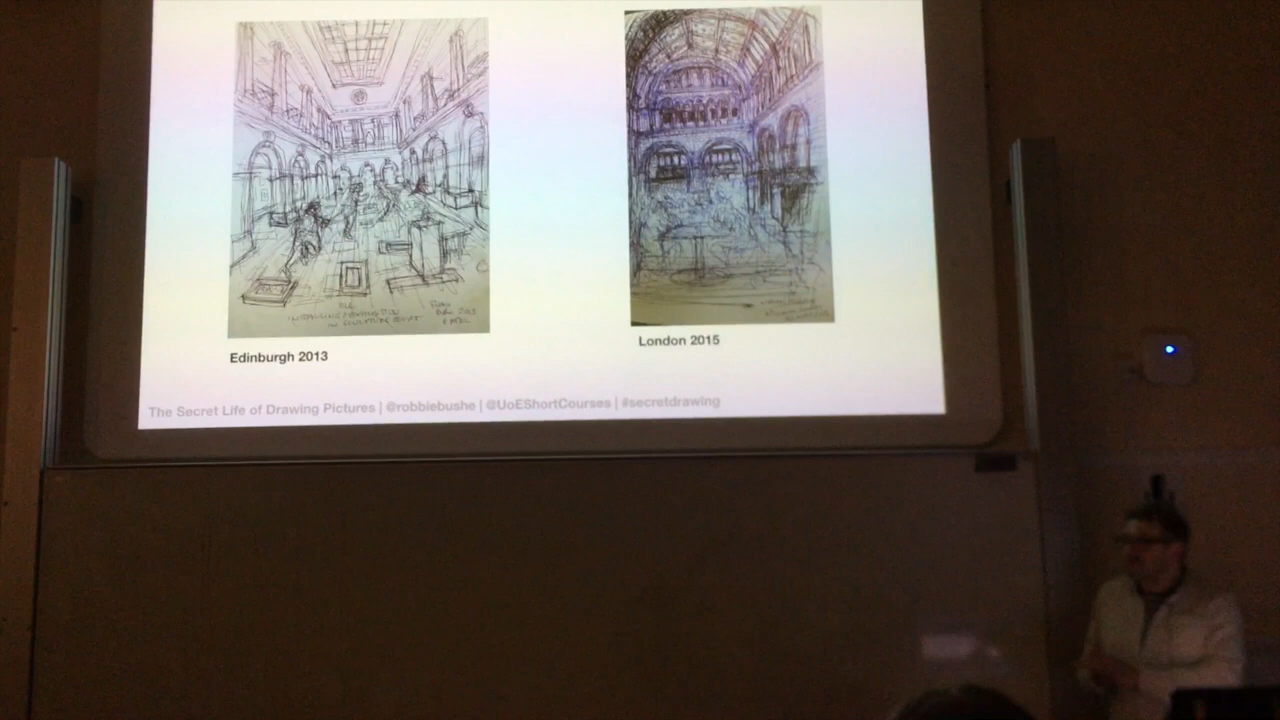 Edinburgh 2013
London 2015
The Secret Life of Drawing Pictures | @robbiebushe | @UoEShortCourses | #secretdrawing